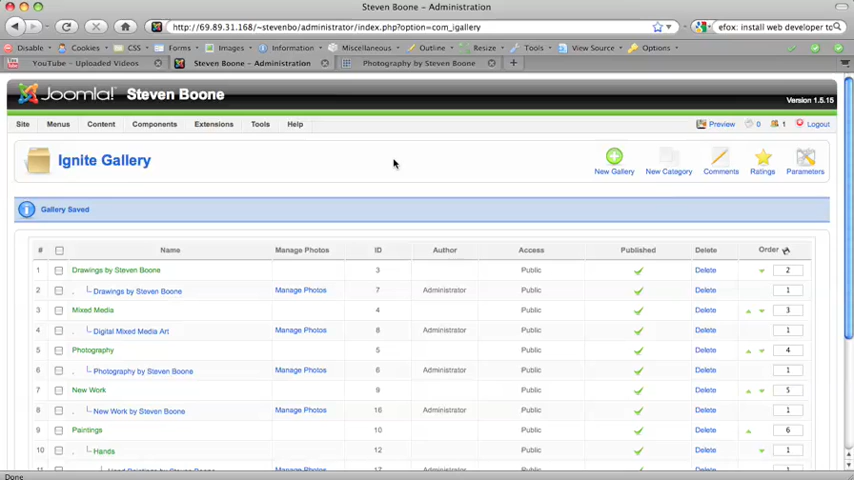 Steven Boone
http://69.89.31.168/~stevenbo/administrator/index.php?option=com_igallery
efox: install web developer to
Disable Cookies CSS Forms Images Information Miscellaneous Outline Resize Tools View Source Options
YouTube - Uploaded Videos Steven Boone - Administration Photography by Steven Boone
Joomla! Steven Boone Version 1.5.15
Site Menus Content Components Extensions Tools Help Preview 0 1 Logout
Ignite Gallery
New Gallery New Category Comments Ratings Parameters
Gallery Saved
# Name Manage Photos ID Author Access Published Delete Order
1 Drawings by Steven Boone 3 Public Delete 2
2 Drawings by Steven Boone Manage Photos 7 Administrator Public Delete 1
3 Mixed Media 4 Public Delete 3
4 Digital Mixed Media Art Manage Photos 8 Administrator Public Delete 1
5 Photography 5 Public Delete 4
6 Photography by Steven Boone Manage Photos 6 Administrator Public Delete 1
7 New Work 9 Public Delete 5
8 New Work by Steven Boone Manage Photos 16 Administrator Public Delete 1
9 Paintings 10 Public Delete 6
10 Hands 12 Public Delete 1
Manage Photos 17 Administrator Public Delete
Done